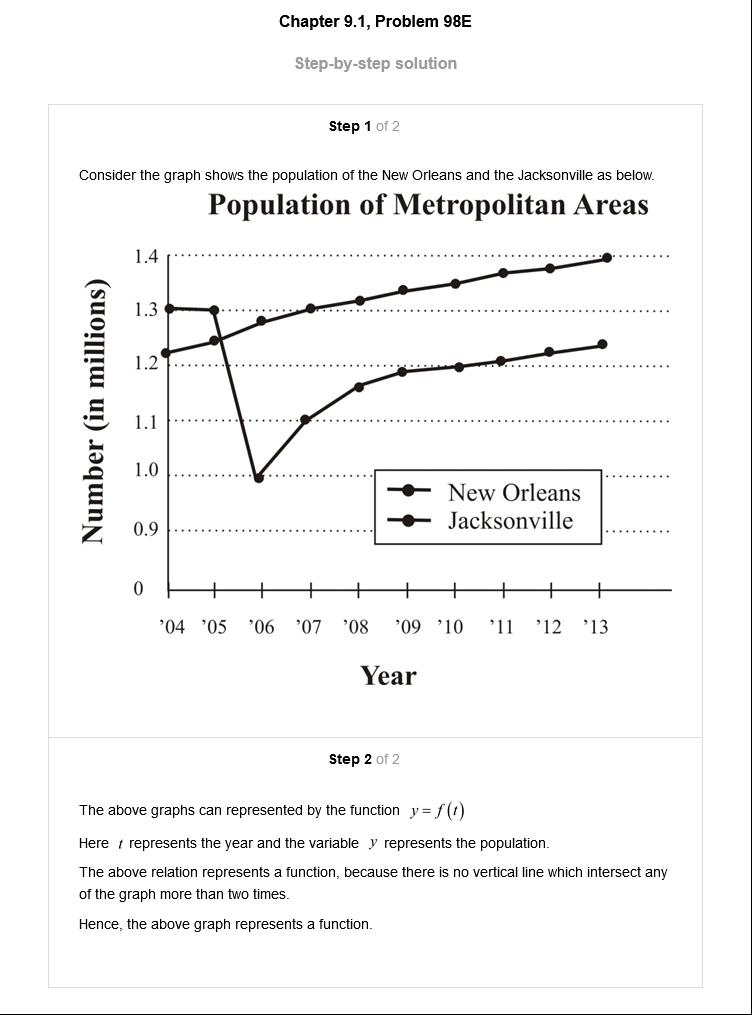 Chapter 9.1, Problem 98E
Step-by-step solution
Step 1 of 2
Consider the graph shows the population of the New Orleans and the Jacksonville as below.
Population of Metropolitan Areas
Number (in millions)
1.4
1.3
1.2
1.1
1.0
0.9
0
New Orleans
Jacksonville
’04 ’05 ’06 ’07 ’08 ’09 ’10 ’11 ’12 ’13
Year
Step 2 of 2
The above graphs can represented by the function y = f(t)
Here t represents the year and the variable y represents the population.
The above relation represents a function, because there is no vertical line which intersect any
of the graph more than two times.
Hence, the above graph represents a function.